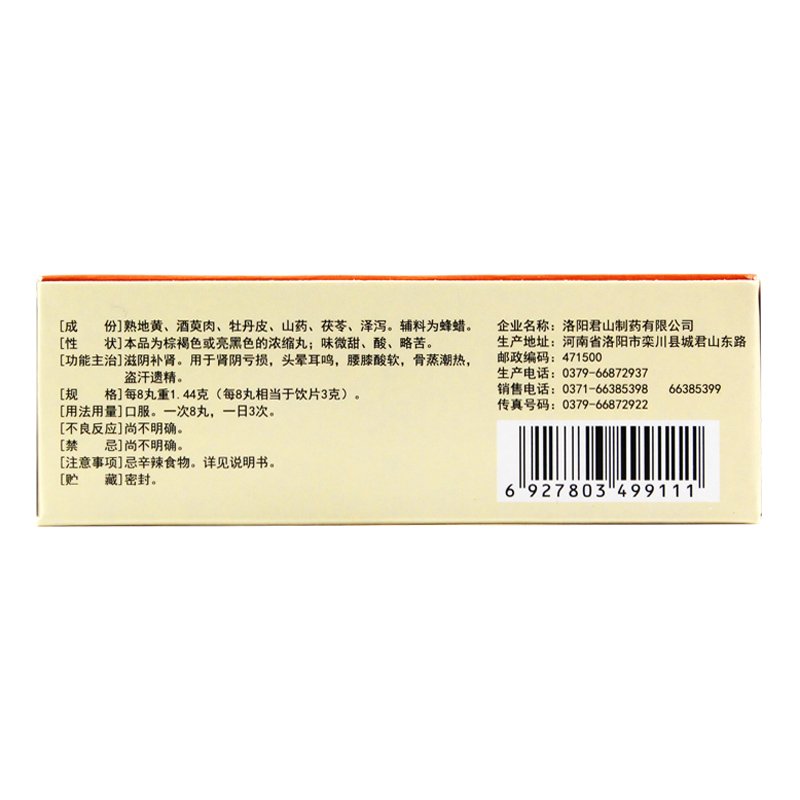 [成　份]熟地黄、酒萸肉、牡丹皮、山药、茯苓、泽泻。辅料为蜂蜡。
[性　状]本品为棕褐色或亮黑色的浓缩丸；味微甜、酸、略苦。
[功能主治]滋阴补肾。用于肾阴亏损，头晕耳鸣，腰膝酸软，骨蒸潮热，
盗汗遗精。
[规　格]每8丸重1.44克（每8丸相当于饮片3克）。
[用法用量]口服。一次8丸，一日3次。
[不良反应]尚不明确。
[禁　忌]尚不明确。
[注意事项]忌辛辣食物。详见说明书。
[贮　藏]密封。
企业名称：洛阳君山制药有限公司
生产地址：河南省洛阳市栾川县城君山东路
邮政编码：471500
生产电话：0379-66872937
销售电话：0371-66385398　66385399
传真号码：0379-66872922
6 927803 499111